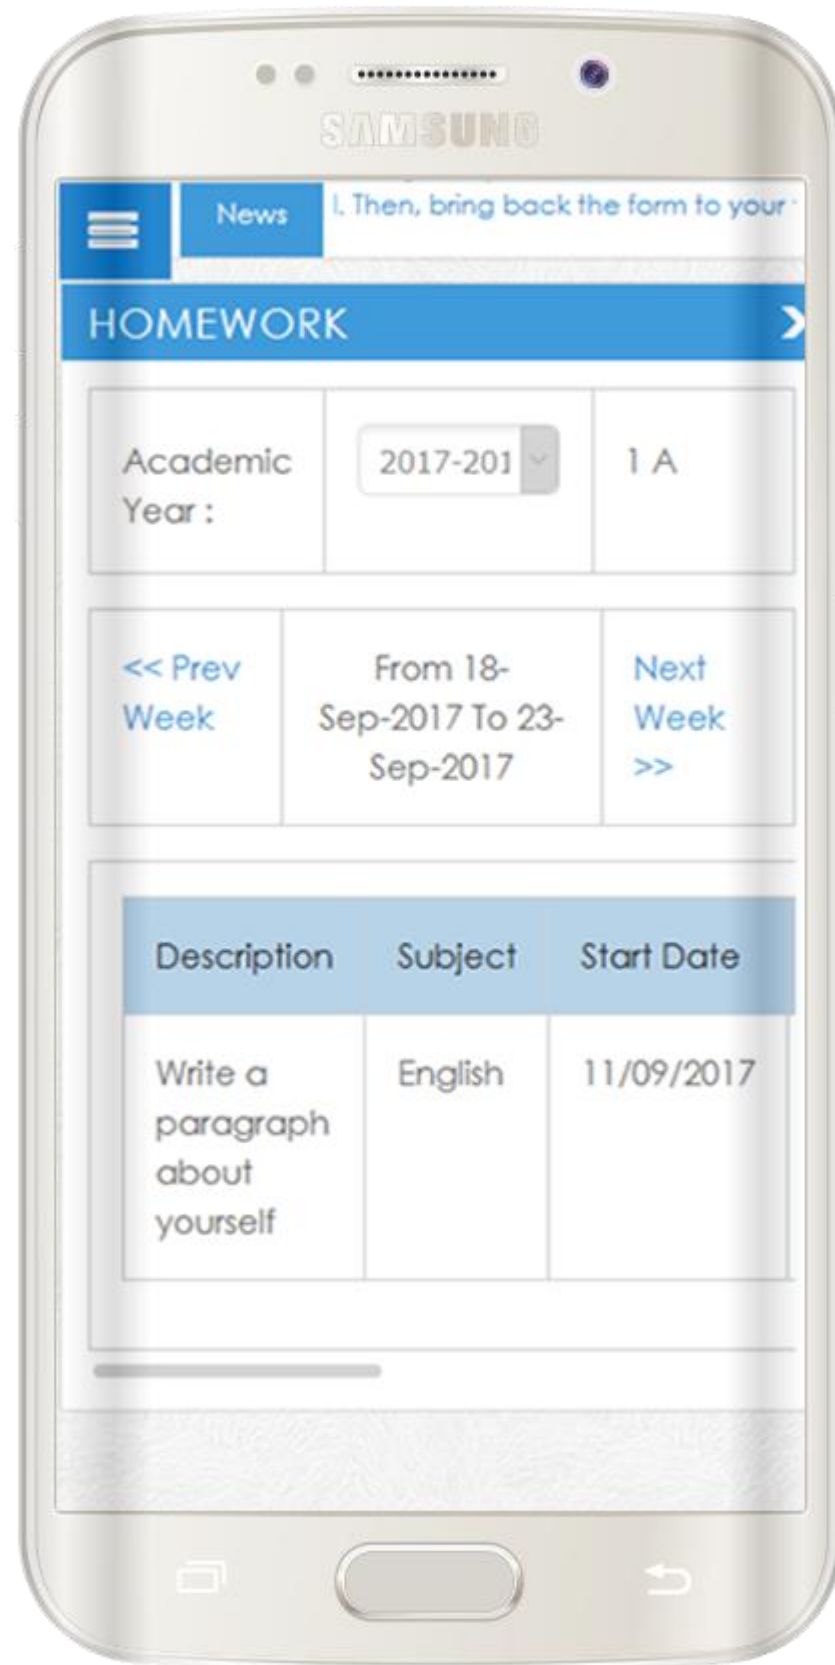 SAMSUNG
News
l. Then, bring back the form to your
HOMEWORK
Academic
Year :
2017-201
1 A
<< Prev
Week
From 18-
Sep-2017 To 23-
Sep-2017
Next
Week
>>
Description
Subject
Start Date
Write a
paragraph
about
yourself
English
11/09/2017